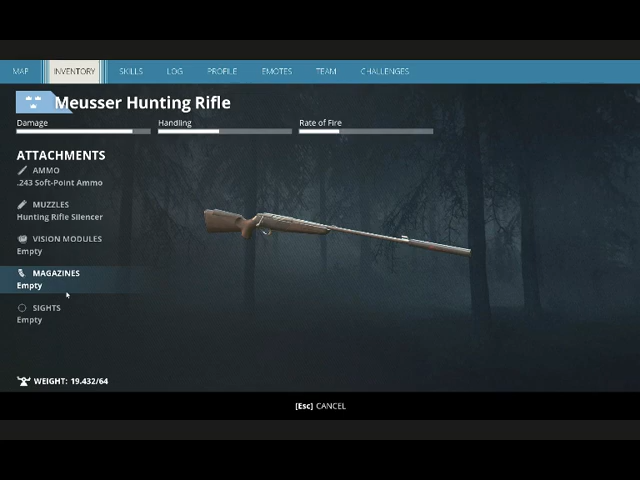 MAP INVENTORY SKILLS LOG PROFILE EMOTES TEAM CHALLENGES
Meusser Hunting Rifle
Damage Handling Rate of Fire
ATTACHMENTS
AMMO
.243 Soft-Point Ammo
MUZZLES
Hunting Rifle Silencer
VISION MODULES
Empty
MAGAZINES
Empty
SIGHTS
Empty
WEIGHT: 19.432/64
[Esc] CANCEL